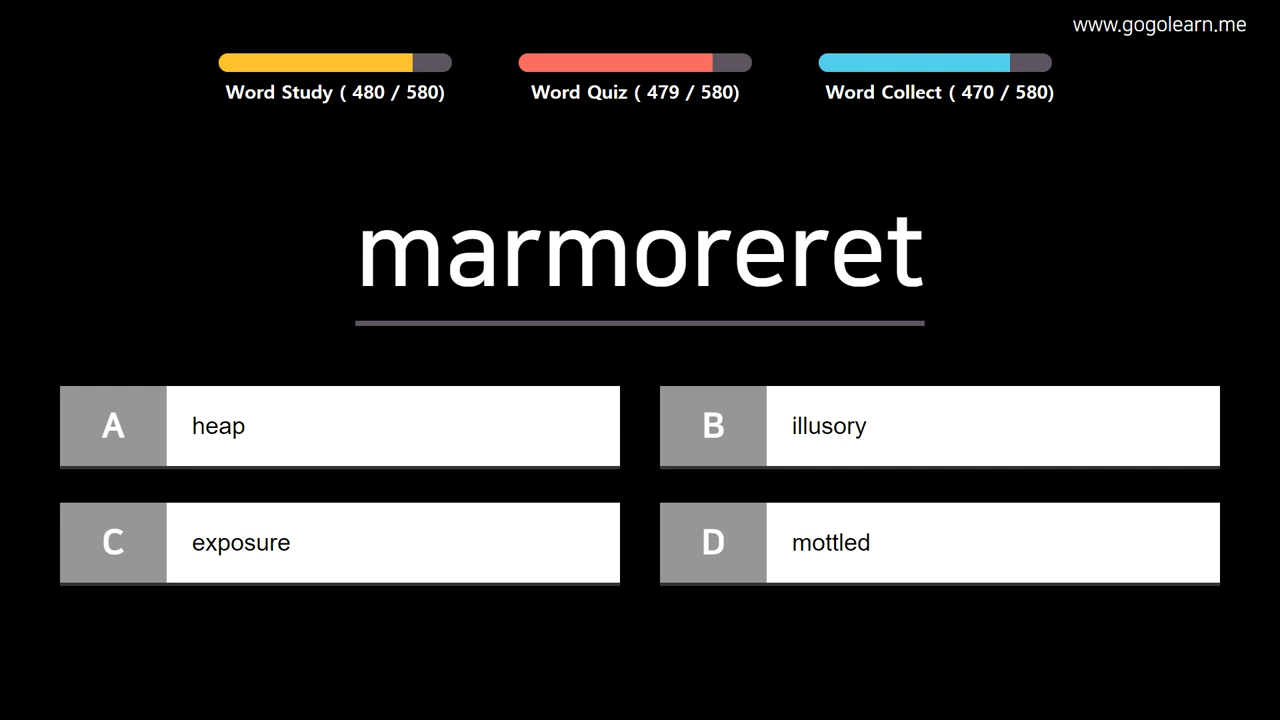 www.gogolearn.me
Word Study ( 480 / 580)
Word Quiz ( 479 / 580)
Word Collect ( 470 / 580)
marmoreret
A heap
B illusory
C exposure
D mottled